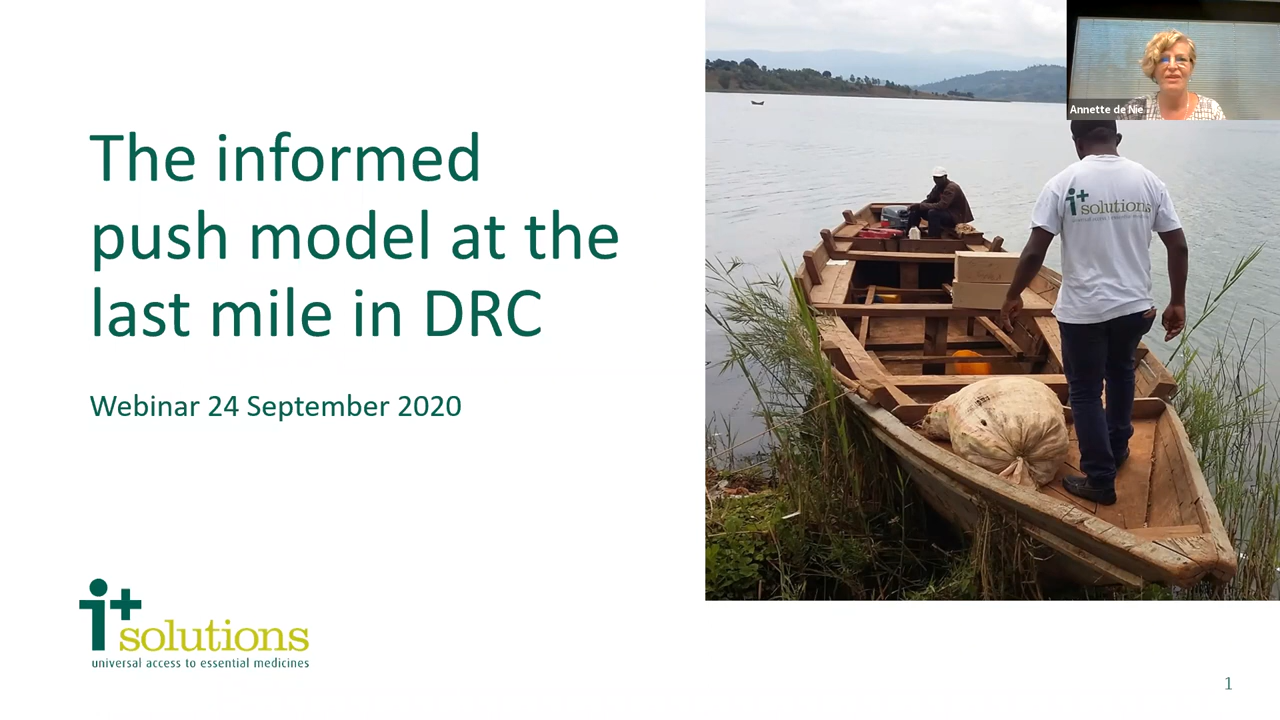 The informed
push model at the
last mile in DRC
Webinar 24 September 2020
i+solutions
universal access to essential medicines
Annette de Nie
i+solutions
1